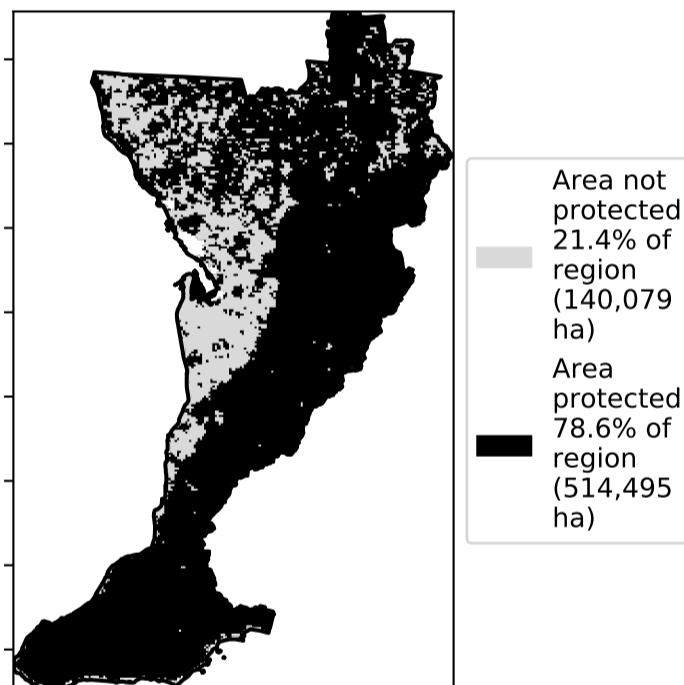 Area not
protected
21.4% of
region
(140,079
ha)
Area
protected
78.6% of
region
(514,495
ha)